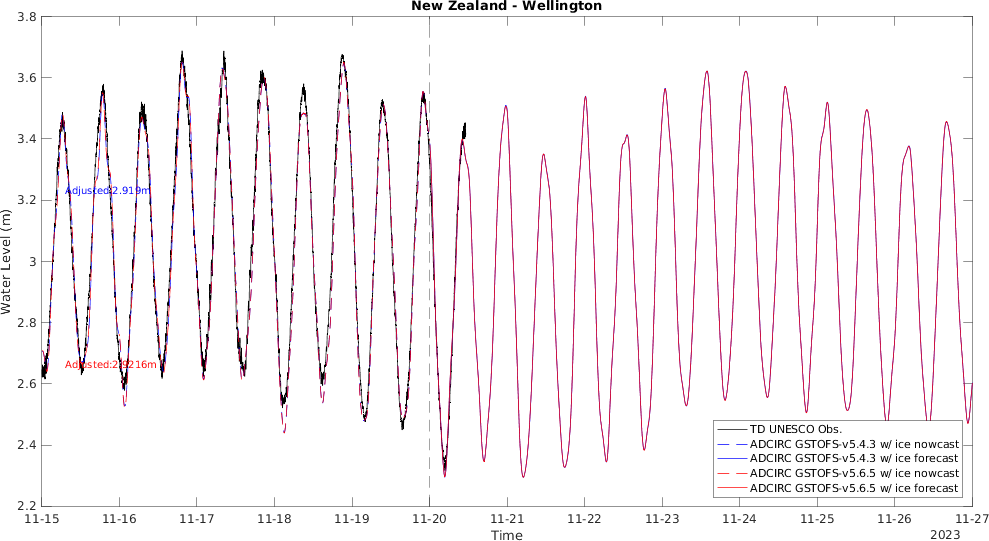 New Zealand - Wellington
3.8
3.6
3.4
3.2
3
2.8
2.6
2.4
2.2
Water Level (m)
Adjusted:2.919m
Adjusted:2.9216m
TD UNESCO Obs.
ADCIRC GSTOFS-v5.4.3 w/ ice nowcast
ADCIRC GSTOFS-v5.4.3 w/ ice forecast
ADCIRC GSTOFS-v5.6.5 w/ ice nowcast
ADCIRC GSTOFS-v5.6.5 w/ ice forecast
11-15 11-16 11-17 11-18 11-19 11-20 11-21 11-22 11-23 11-24 11-25 11-26 11-27
Time
2023